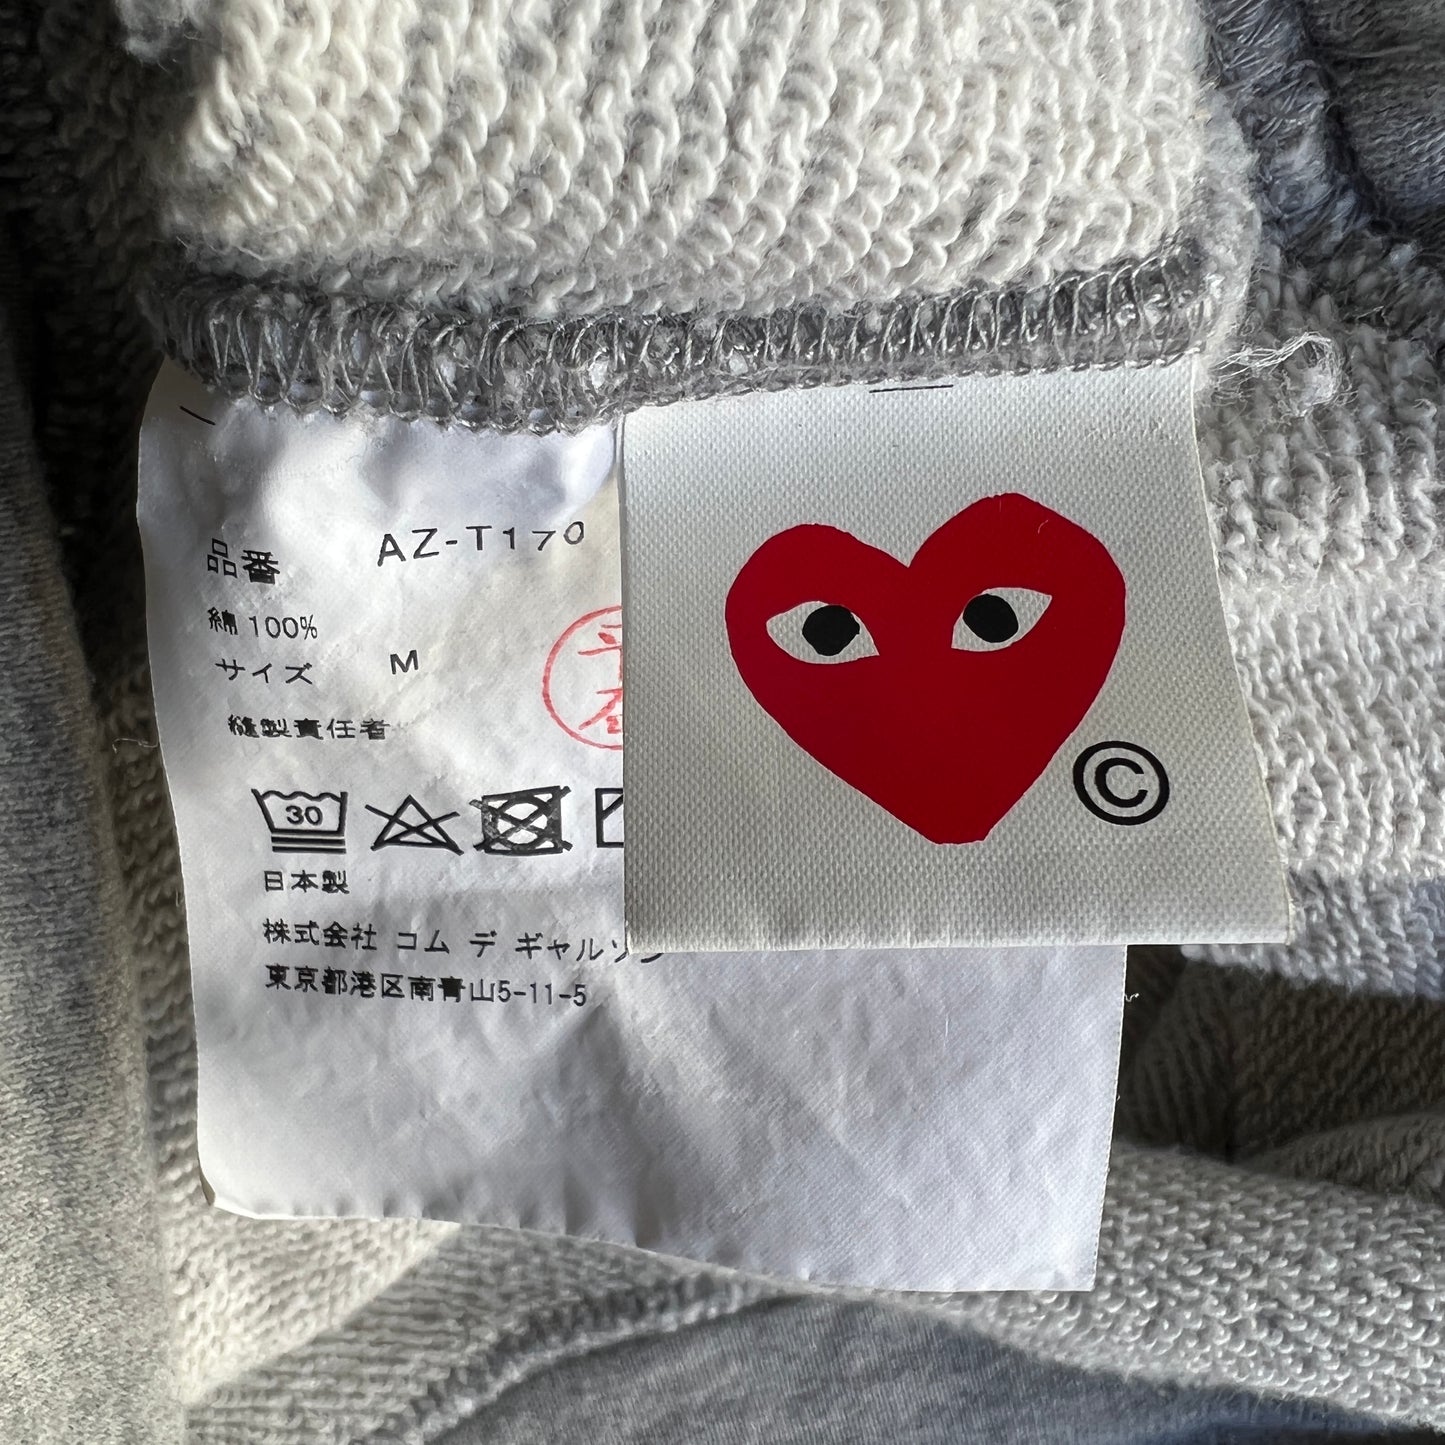 品番 AZ-T170
綿 100%
サイズ M
縫製責任者
30
日本製
株式会社 コム デ ギャルソン
東京都港区南青山5-11-5
©